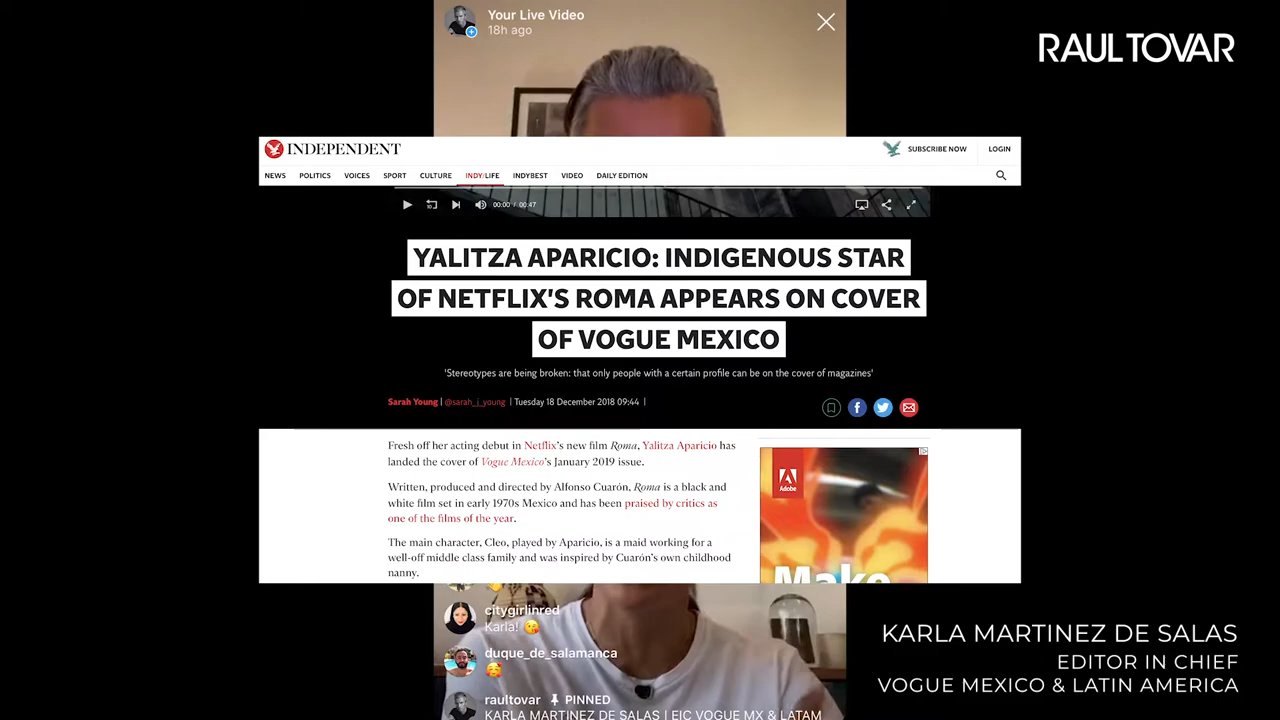 Your Live Video
18h ago
RAUL TOVAR
INDEPENDENT
SUBSCRIBE NOW
LOGIN
NEWS POLITICS VOICES SPORT CULTURE INDY/LIFE INDYBEST VIDEO DAILY EDITION
10
00:00 / 00:47
YALITZA APARICIO: INDIGENOUS STAR
OF NETFLIX'S ROMA APPEARS ON COVER
OF VOGUE MEXICO
'Stereotypes are being broken: that only people with a certain profile can be on the cover of magazines'
Sarah Young | @sarah_j_young | Tuesday 18 December 2018 09:44 |
Fresh off her acting debut in Netflix's new film Roma, Yalitza Aparicio has
landed the cover of Vogue Mexico's January 2019 issue.
Written, produced and directed by Alfonso Cuarón, Roma is a black and
white film set in early 1970s Mexico and has been praised by critics as
one of the films of the year.
The main character, Cleo, played by Aparicio, is a maid working for a
well-off middle class family and was inspired by Cuarón's own childhood
nanny.
Adobe
Make
citygirlinred
Karla! 😘
duque_de_salamanca
🥰
raultovar PINNED
KARLA MARTINEZ DE SALAS | EIC VOGUE MX & LATAM
KARLA MARTINEZ DE SALAS
EDITOR IN CHIEF
VOGUE MEXICO & LATIN AMERICA